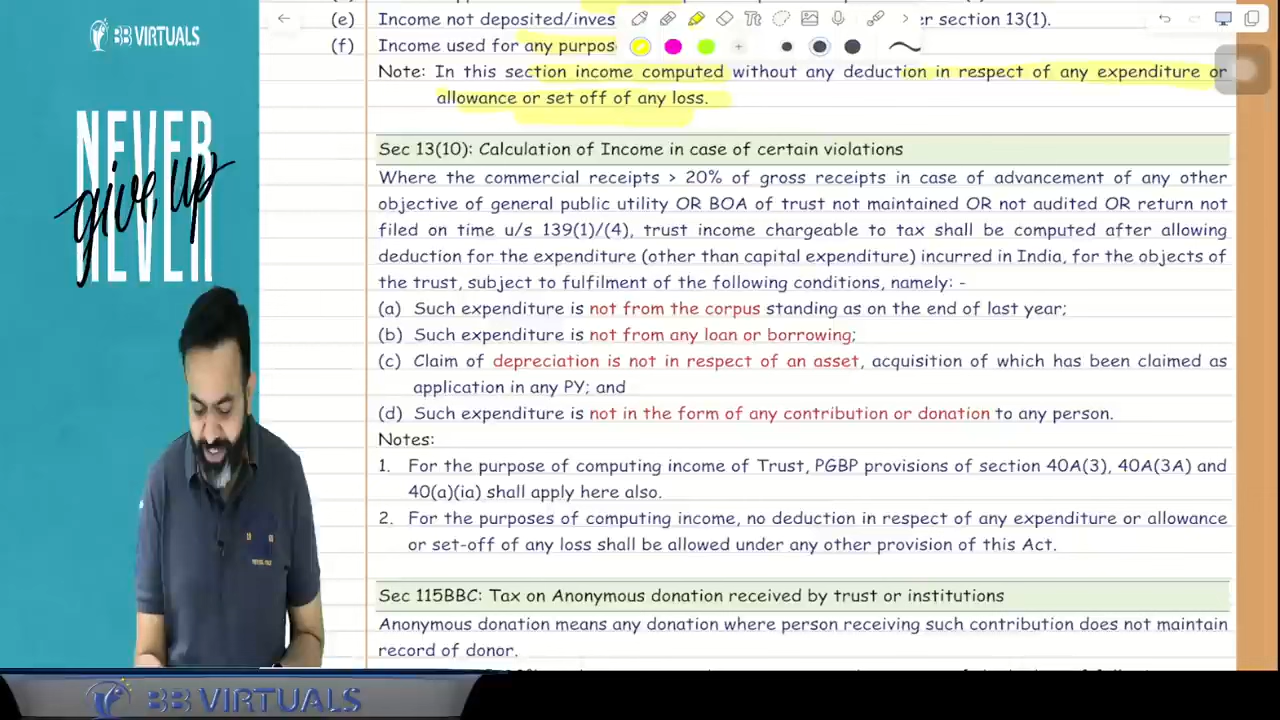 BB VIRTUALS
NEVER
give up
NEVER
(e) Income not deposited/inves
r section 13(1).
(f) Income used for any purpos
Note: In this section income computed without any deduction in respect of any expenditure or
allowance or set off of any loss.
Sec 13(10): Calculation of Income in case of certain violations
Where the commercial receipts > 20% of gross receipts in case of advancement of any other
objective of general public utility OR BOA of trust not maintained OR not audited OR return not
filed on time u/s 139(1)/(4), trust income chargeable to tax shall be computed after allowing
deduction for the expenditure (other than capital expenditure) incurred in India, for the objects of
the trust, subject to fulfilment of the following conditions, namely: -
(a) Such expenditure is not from the corpus standing as on the end of last year;
(b) Such expenditure is not from any loan or borrowing;
(c) Claim of depreciation is not in respect of an asset, acquisition of which has been claimed as
application in any PY; and
(d) Such expenditure is not in the form of any contribution or donation to any person.
Notes:
1. For the purpose of computing income of Trust, PGBP provisions of section 40A(3), 40A(3A) and
40(a)(ia) shall apply here also.
2. For the purposes of computing income, no deduction in respect of any expenditure or allowance
or set-off of any loss shall be allowed under any other provision of this Act.
Sec 115BBC: Tax on Anonymous donation received by trust or institutions
Anonymous donation means any donation where person receiving such contribution does not maintain
record of donor.
BB VIRTUALS